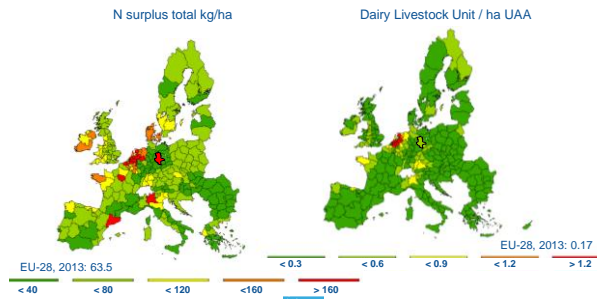 N surplus total kg/ha
Dairy Livestock Unit / ha UAA
EU-28, 2013: 0.17
< 0.3 < 0.6 < 0.9 < 1.2 > 1.2
EU-28, 2013: 63.5
< 40 < 80 < 120 <160 > 160